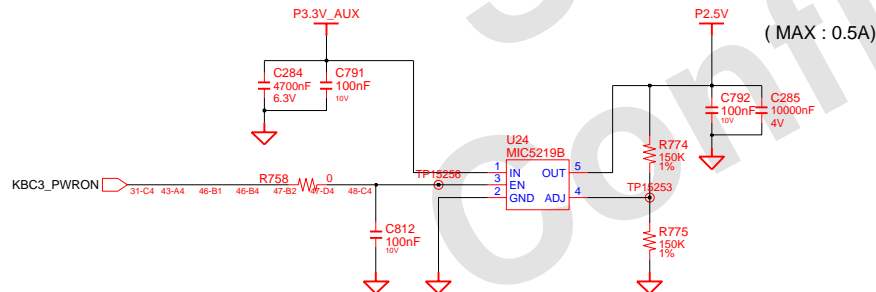 P3.3V_AUX
P2.5V
( MAX : 0.5A)
C284
4700nF
6.3V
C791
100nF
10V
C792
100nF
10V
C285
10000nF
4V
U24
MIC5219B
1 IN OUT 5
3 EN
2 GND ADJ 4
R774
150K
1%
TP15256
TP15253
KBC3_PWRON
R758 0
31-C4 43-A4 46-B1 46-B4 47-B2 47-D4 48-C4
C812
100nF
10V
R775
150K
1%